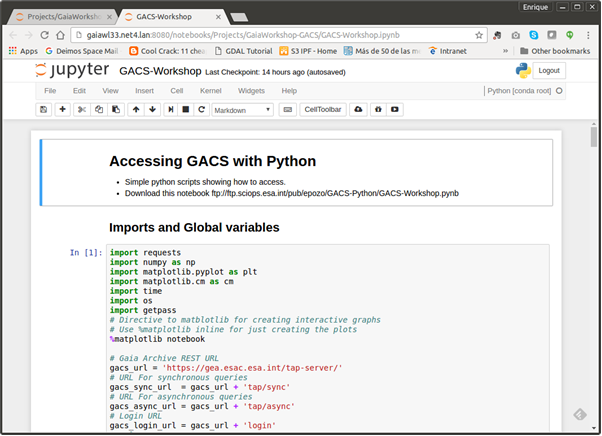 Enrique
Projects/GaiaWorksho
GACS-Workshop
gaiawl33.net4.lan:8080/notebooks/Projects/GaiaWorkshop-GACS/GACS-Workshop.ipynb
Apps Deimos Space Mail Cool Crack: 11 chea GDAL Tutorial S3 IPF - Home Más de 50 de las m Intranet » Other bookmarks
jupyter GACS-Workshop Last Checkpoint: 14 hours ago (autosaved) Logout
File Edit View Insert Cell Kernel Widgets Help Python [conda root]
Markdown CellToolbar
Accessing GACS with Python
Simple python scripts showing how to access.
Download this notebook ftp://ftp.sciops.esa.int/pub/epozo/GACS-Python/GACS-Workshop.pynb
Imports and Global variables
In [1]: import requests
import numpy as np
import matplotlib.pyplot as plt
import matplotlib.cm as cm
import time
import os
import getpass
# Directive to matblotlib for creating interactive graphs
# Use %matplotlib inline for just creating the plots
%matplotlib notebook
# Gaia Archive REST URL
gacs_url = 'https://gea.esac.esa.int/tap-server/'
# URL For synchronous queries
gacs_sync_url = gacs_url + 'tap/sync'
# URL For asynchronous queries
gacs_async_url = gacs_url + 'tap/async'
# Login URL
gacs_login_url = gacs_url + 'login'